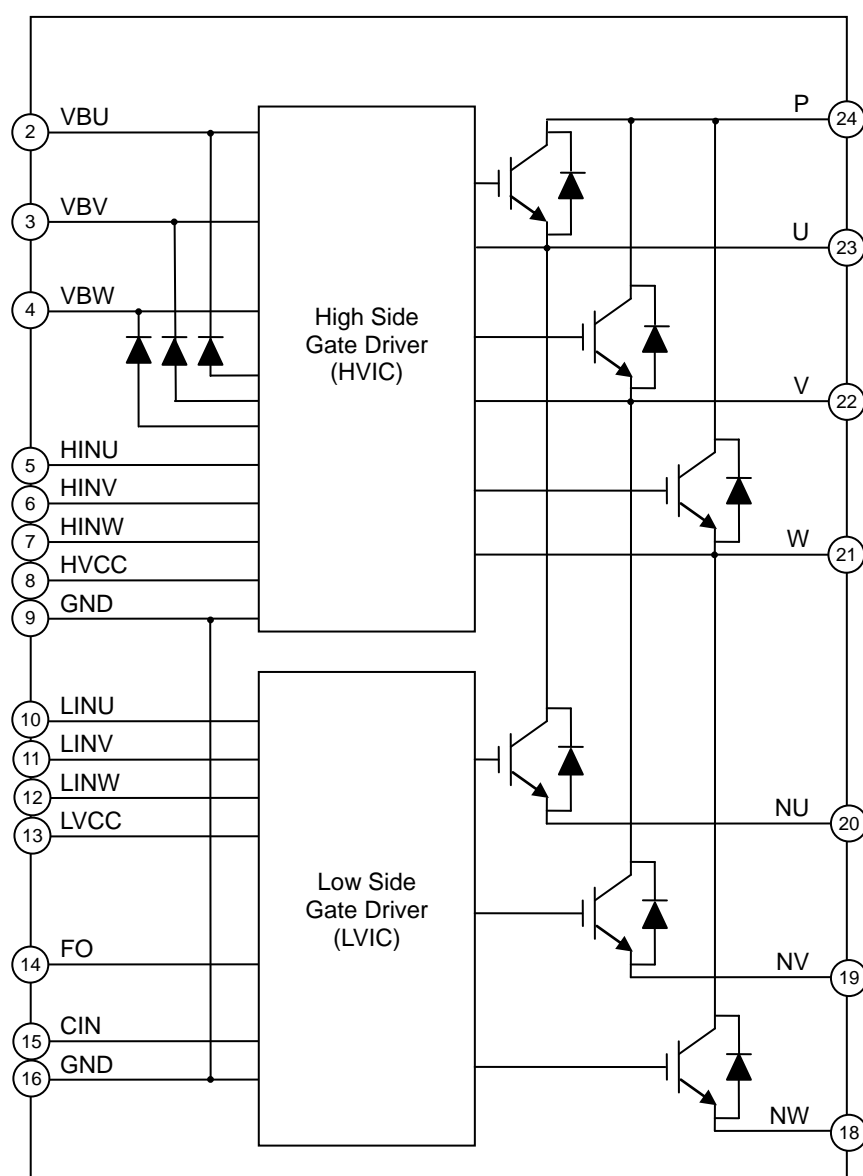 2 VBU
3 VBV
4 VBW
5 HINU
6 HINV
7 HINW
8 HVCC
9 GND
10 LINU
11 LINV
12 LINW
13 LVCC
14 FO
15 CIN
16 GND
High Side
Gate Driver
(HVIC)
Low Side
Gate Driver
(LVIC)
P 24
U 23
V 22
W 21
NU 20
NV 19
NW 18